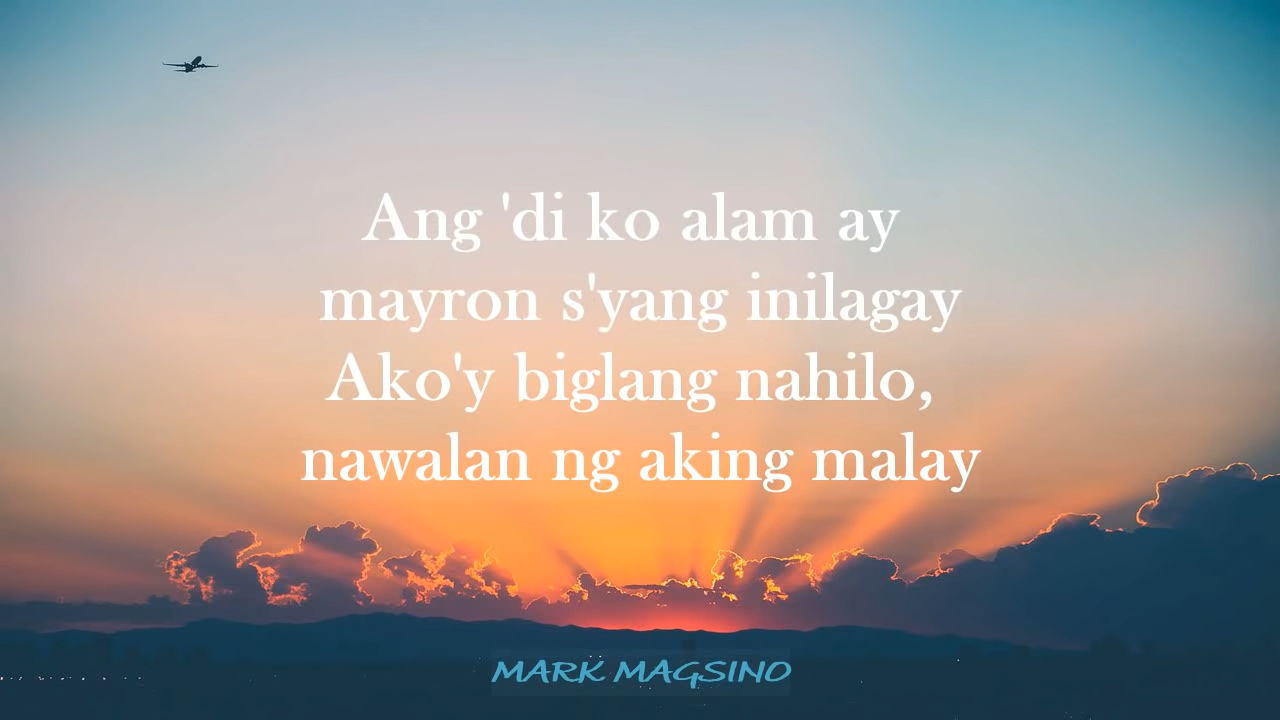 Ang 'di ko alam ay
mayron s'yang inilagay
Ako'y biglang nahilo,
nawalan ng aking malay
MARK MAGSINO